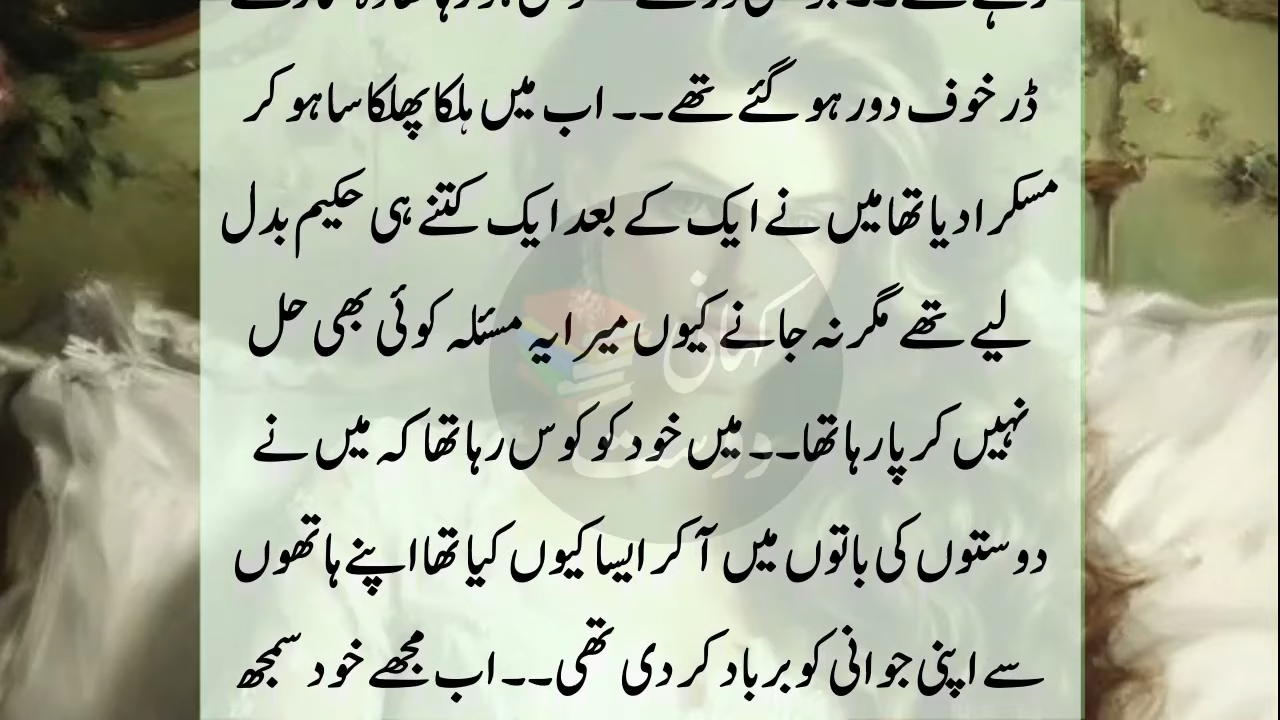 ڈر خوف دور ہو گئے تھے۔۔ اب میں ہلکا پھلکا سا ہو کر
مسکرا دیا تھا میں نے ایک کے بعد ایک کتنے ہی حکیم بدل
لیے تھے مگر نہ جانے کیوں میرا یہ مسئلہ کوئی بھی حل
نہیں کر پا رہا تھا۔۔ میں خود کو کوس رہا تھا کہ میں نے
دوستوں کی باتوں میں آ کر ایسا کیوں کیا تھا اپنے ہاتھوں
سے اپنی جوانی کو برباد کر دی تھی۔۔ اب مجھے خود سمجھ
کہانی
دوست